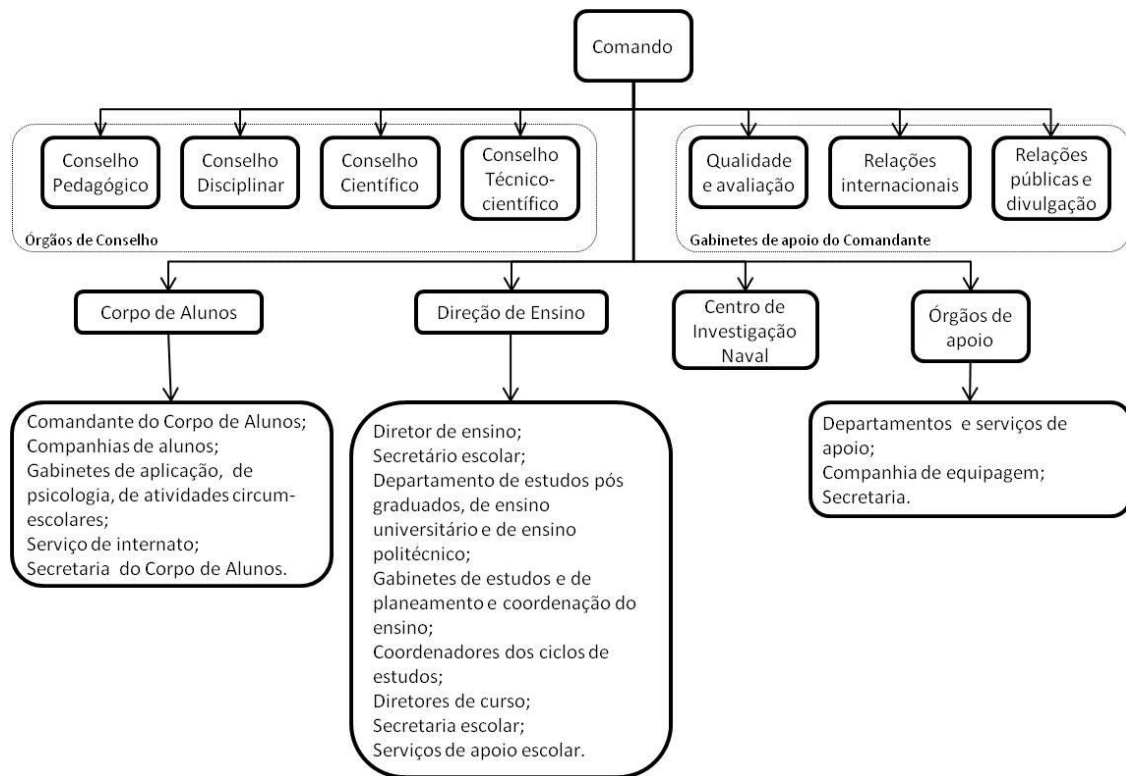 Comando
Conselho
Pedagógico
Conselho
Disciplinar
Conselho
Científico
Conselho
Técnico-
científico
Órgãos de Conselho
Qualidade
e avaliação
Relações
internacionais
Relações
públicas e
divulgação
Gabinetes de apoio do Comandante
Corpo de Alunos
Direção de Ensino
Centro de
Investigação
Naval
Órgãos de
apoio
Comandante do Corpo de Alunos;
Companhias de alunos;
Gabinetes de aplicação, de
psicologia, de atividades circum-
escolares;
Serviço de internato;
Secretaria do Corpo de Alunos.
Diretor de ensino;
Secretário escolar;
Departamento de estudos pós
graduados, de ensino
universitário e de ensino
politécnico;
Gabinetes de estudos e de
planeamento e coordenação do
ensino;
Coordenadores dos ciclos de
estudos;
Diretores de curso;
Secretaria escolar;
Serviços de apoio escolar.
Departamentos e serviços de
apoio;
Companhia de equipagem;
Secretaria.